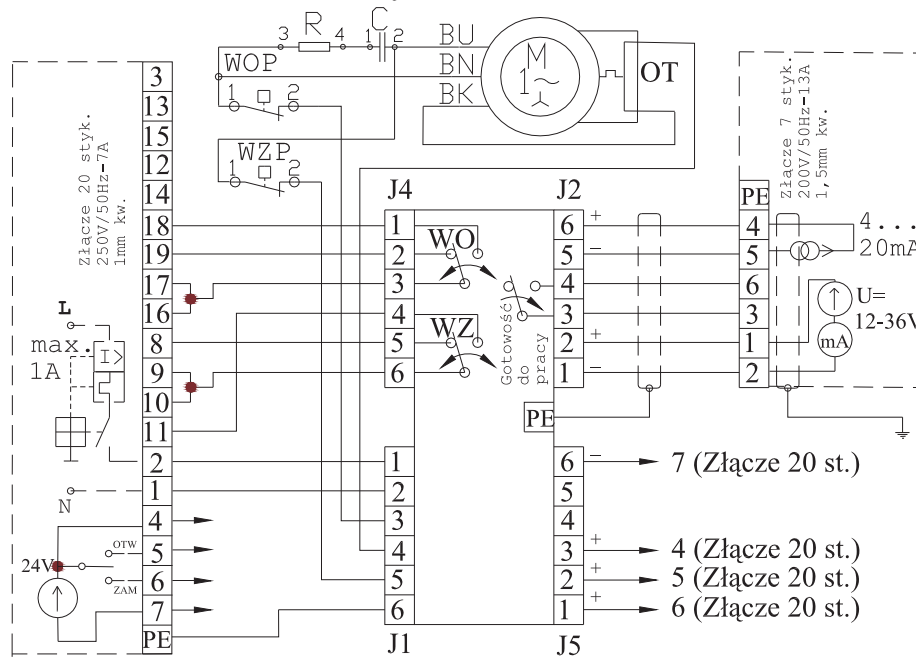 3 R 4 1 C 2 BU
BN
BK
M
1~
OT
WOP
1 2
WZP
1 2
Złącze 20 styk.
250V/50Hz-7A
1mm kw.
3
13
15
12
14
18
19
17
16
8
9
10
11
2
1
4
5
6
7
PE
L
max.
1A
I>
N
24V
OTW
ZAM
J4
1
2
3
4
5
6
WO
WZ
Gotowość
do
pracy
J2
6 +
5 −
4
3
2 +
1 −
PE
1
2
3
4
5
6
J1
6 −
5
4
3 +
2 +
1 +
J5
7 (Złącze 20 st.)
4 (Złącze 20 st.)
5 (Złącze 20 st.)
6 (Złącze 20 st.)
Złącze 7 styk.
200V/50Hz-13A
1,5mm kw.
PE
4
5
6
3
1
2
4...
20mA
U=
12-36V
mA